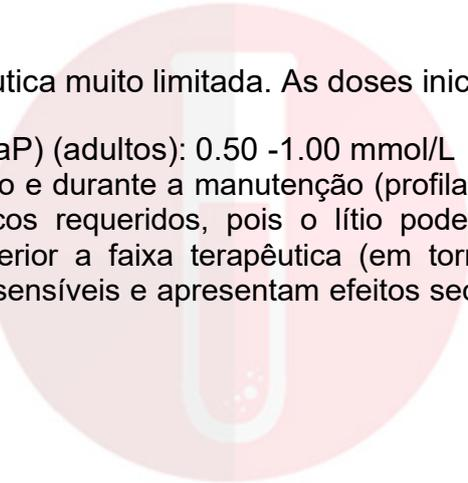 utica muito limitada. As doses inic
aP) (adultos): 0.50 -1.00 mmol/L
o e durante a manutenção (profila
cos requeridos, pois o lítio pode
erior a faixa terapêutica (em torr
sensíveis e apresentam efeitos sec